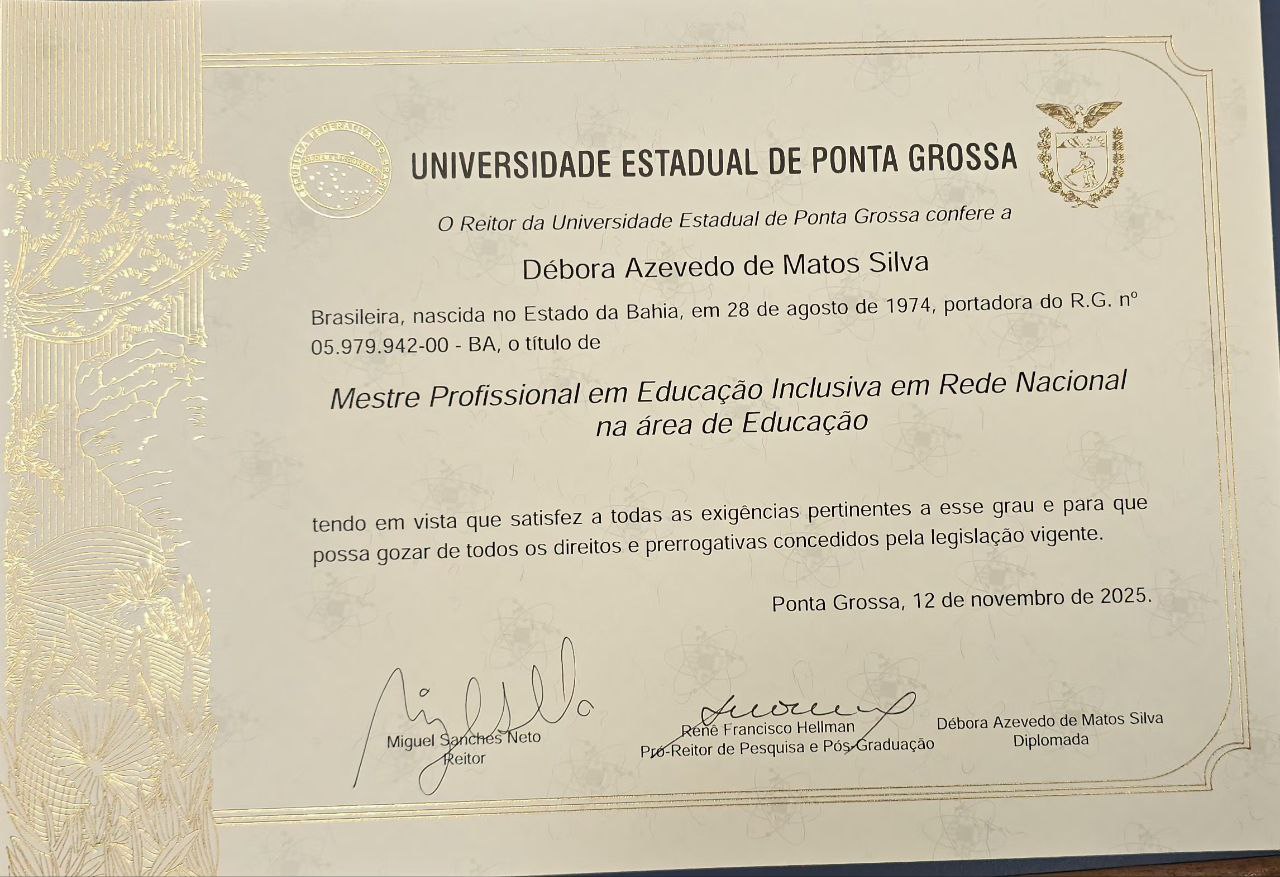 REPÚBLICA FEDERATIVA DO BRASIL
UNIVERSIDADE ESTADUAL DE PONTA GROSSA
O Reitor da Universidade Estadual de Ponta Grossa confere a
Débora Azevedo de Matos Silva
Brasileira, nascida no Estado da Bahia, em 28 de agosto de 1974, portadora do R.G. nº
05.979.942-00 - BA, o título de
Mestre Profissional em Educação Inclusiva em Rede Nacional
na área de Educação
tendo em vista que satisfez a todas as exigências pertinentes a esse grau e para que
possa gozar de todos os direitos e prerrogativas concedidos pela legislação vigente.
Ponta Grossa, 12 de novembro de 2025.
Miguel Sanches Neto
Reitor
Renê Francisco Hellman
Pró-Reitor de Pesquisa e Pós-Graduação
Débora Azevedo de Matos Silva
Diplomada